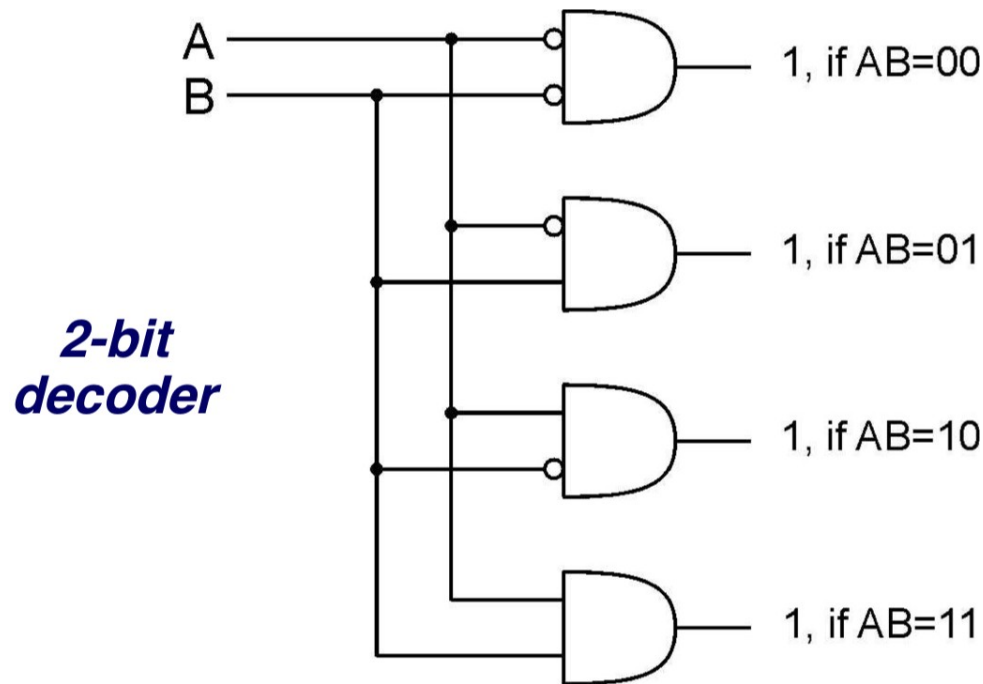 A
B
1, if AB=00
1, if AB=01
2-bit
decoder
1, if AB=10
1, if AB=11